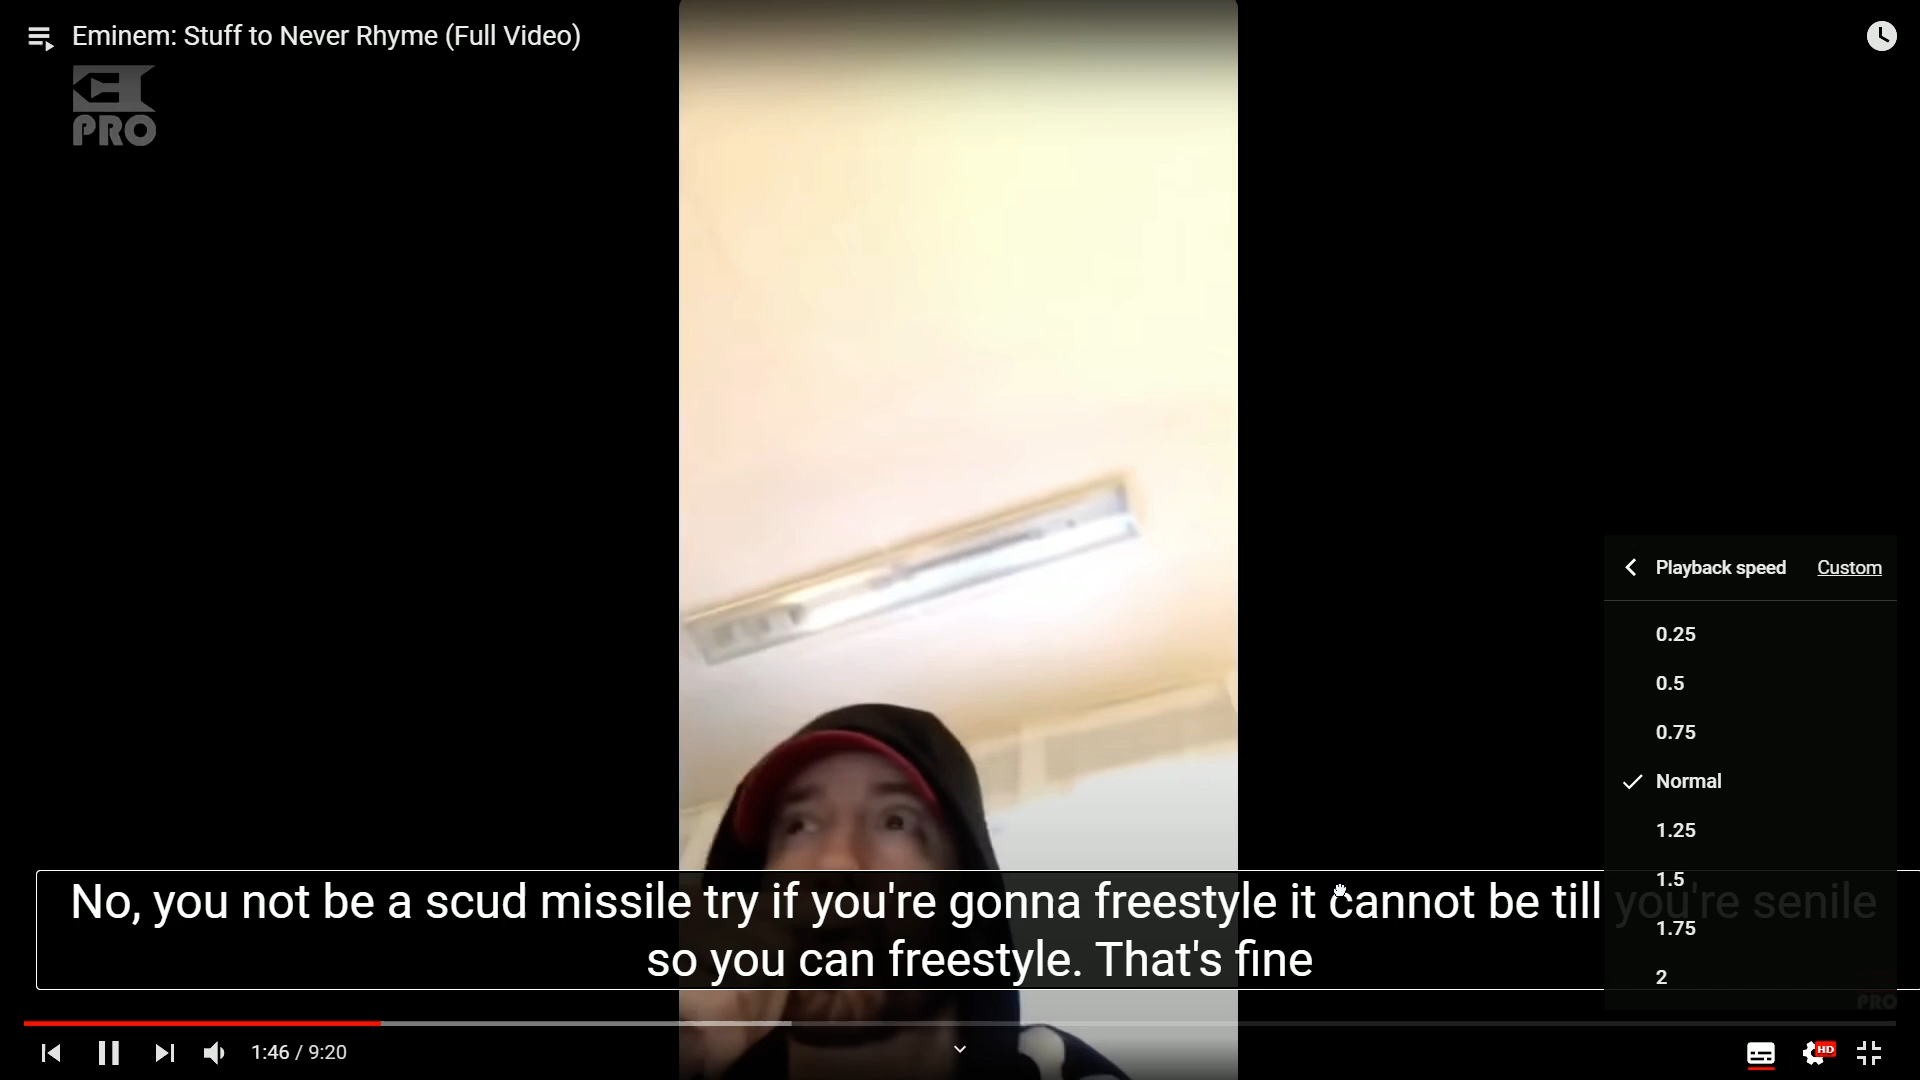 Eminem: Stuff to Never Rhyme (Full Video)
PRO
Playback speed Custom
0.25
0.5
0.75
Normal
1.25
1.5
1.75
2
No, you not be a scud missile try if you're gonna freestyle it cannot be till you're senile
so you can freestyle. That's fine
PRO
1:46 / 9:20
HD